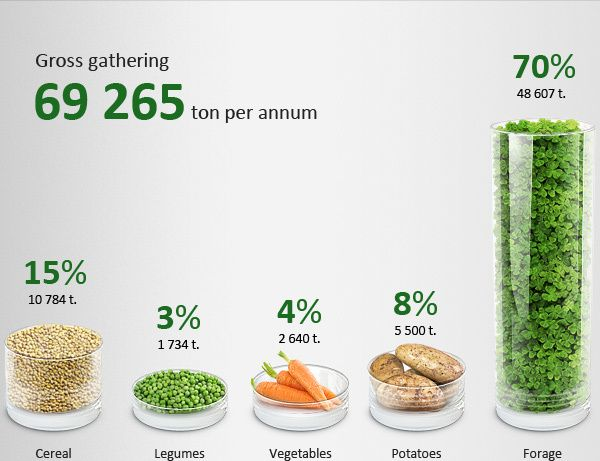 Gross gathering
69 265 ton per annum
70%
48 607 t.
15%
10 784 t.
3%
1 734 t.
4%
2 640 t.
8%
5 500 t.
Cereal
Legumes
Vegetables
Potatoes
Forage